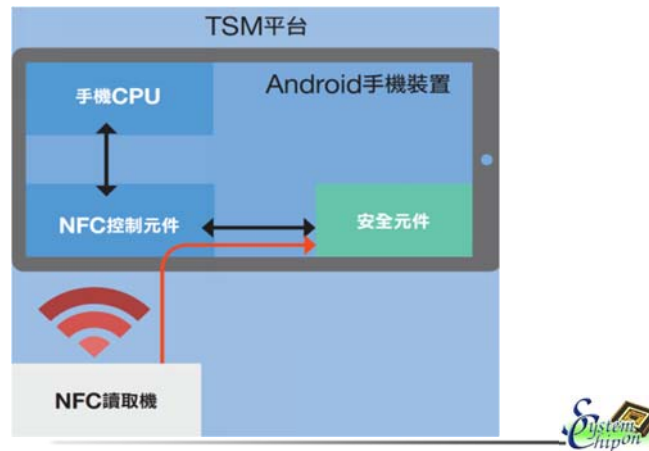 TSM平台
Android手機裝置
手機CPU
NFC控制元件
安全元件
NFC讀取機
System
Chipon